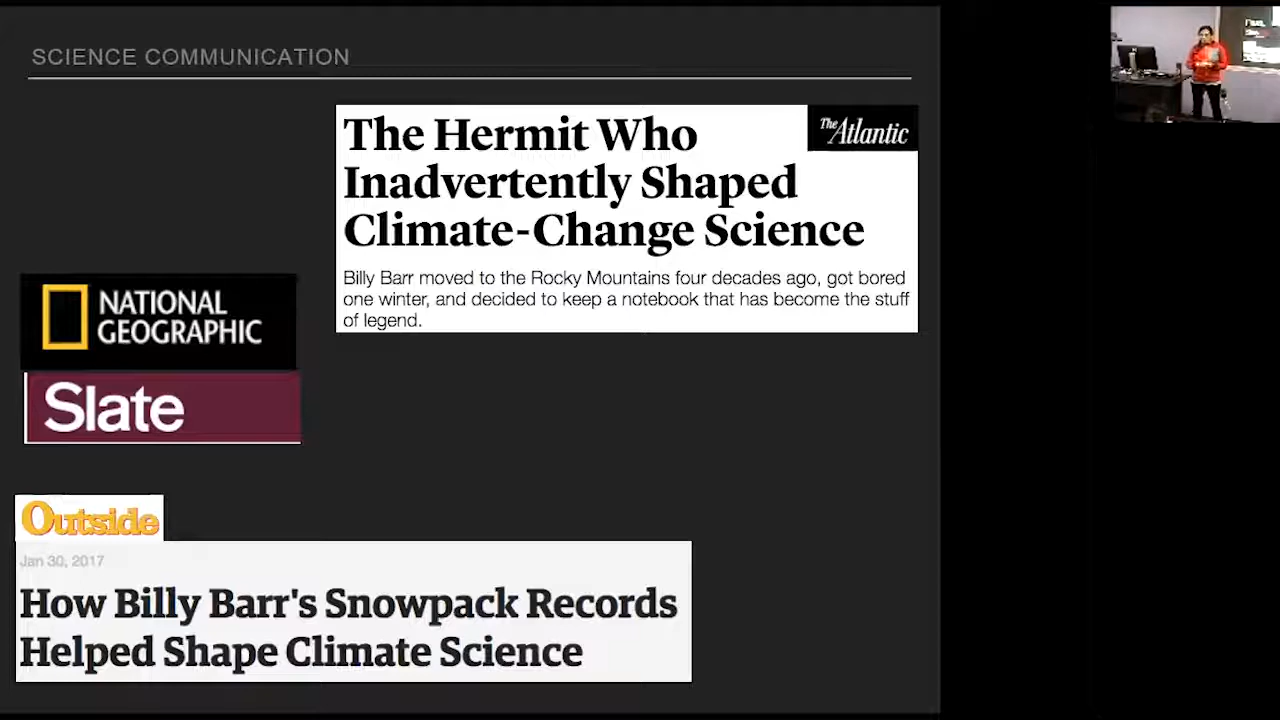 SCIENCE COMMUNICATION
The Hermit Who
Inadvertently Shaped
Climate-Change Science
The Atlantic
Billy Barr moved to the Rocky Mountains four decades ago, got bored
one winter, and decided to keep a notebook that has become the stuff
of legend.
NATIONAL
GEOGRAPHIC
Slate
Outside
Jan 30, 2017
How Billy Barr's Snowpack Records
Helped Shape Climate Science